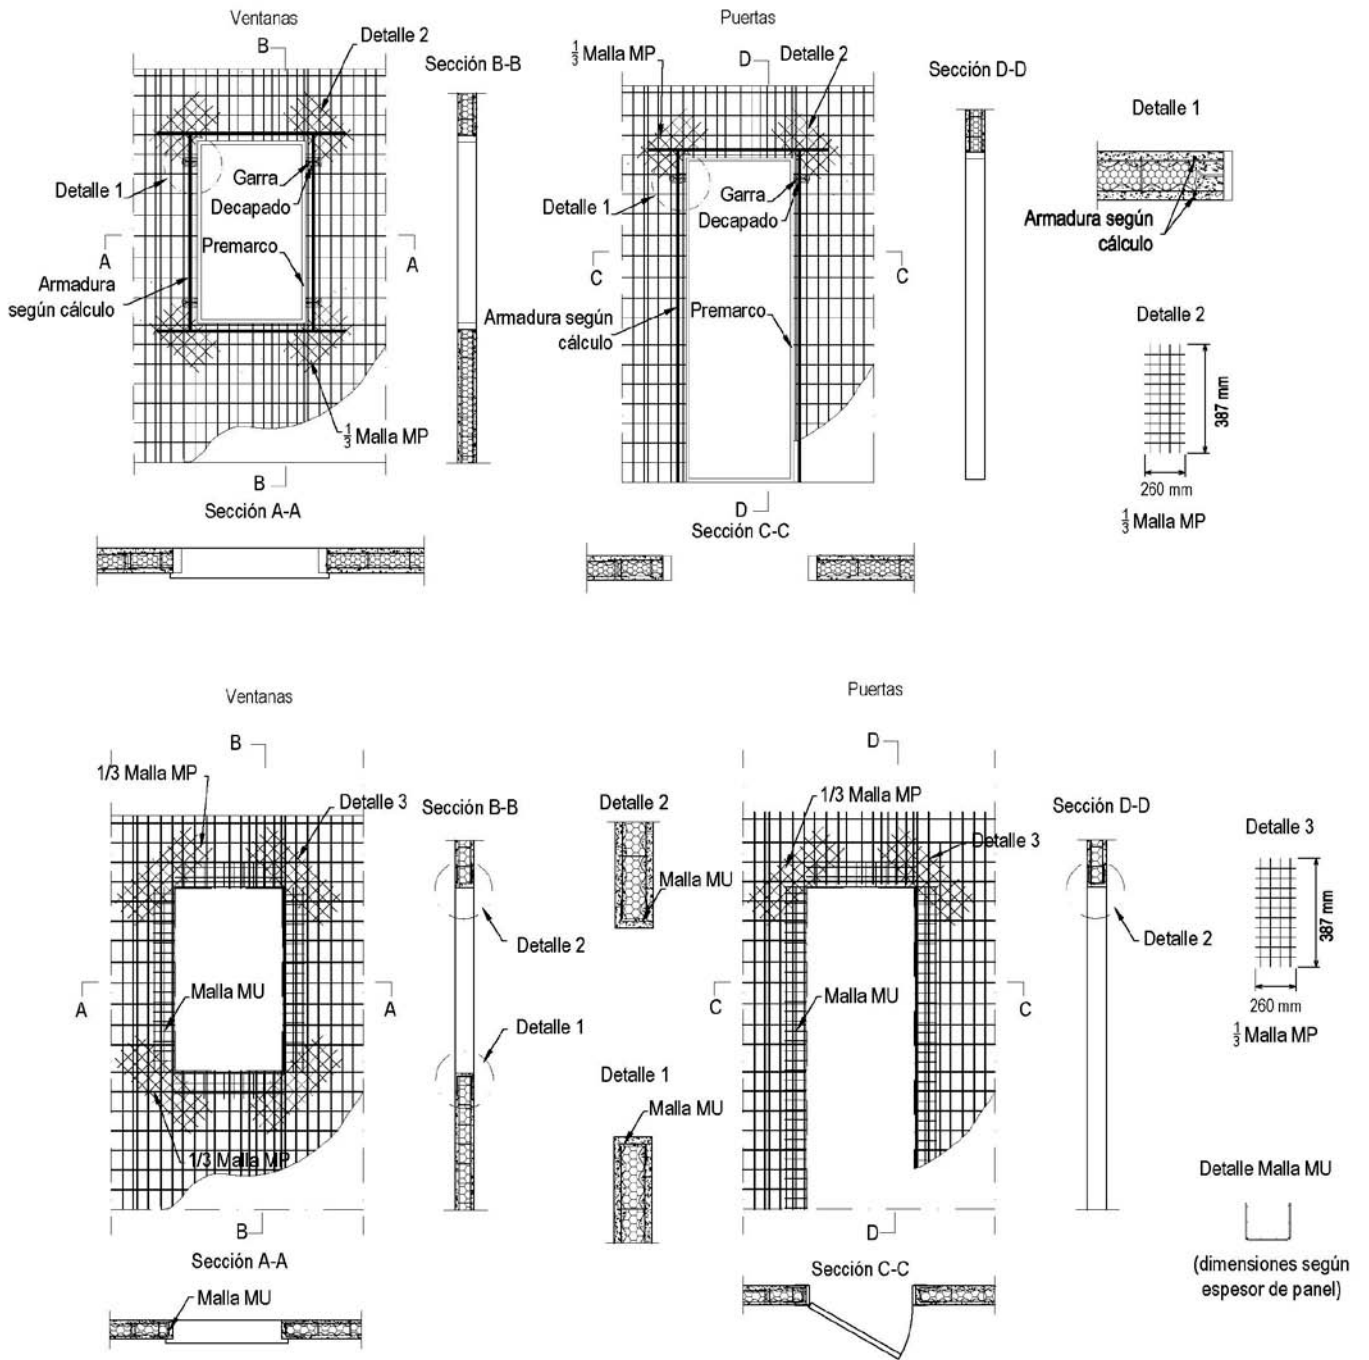 Ventanas
B
Detalle 2
Sección B-B
Detalle 1
Garra
Decapado
Premarco
A
A
Armadura
según cálculo
1/3 Malla MP
B
Sección A-A
Puertas
1/3 Malla MP
D
Detalle 2
Sección D-D
Detalle 1
Garra
Decapado
C
C
Armadura según
cálculo
Premarco
D
Sección C-C
Detalle 1
Armadura según
cálculo
Detalle 2
387 mm
260 mm
1/3 Malla MP
Ventanas
B
1/3 Malla MP
Detalle 3
Sección B-B
Detalle 2
A
A
Malla MU
Detalle 1
1/3 Malla MP
B
Sección A-A
Malla MU
Detalle 2
Malla MU
Detalle 1
Malla MU
Puertas
D
1/3 Malla MP
Detalle 3
Sección D-D
Detalle 2
C
C
Malla MU
D
Sección C-C
Detalle 3
387 mm
260 mm
1/3 Malla MP
Detalle Malla MU
(dimensiones según
espesor de panel)